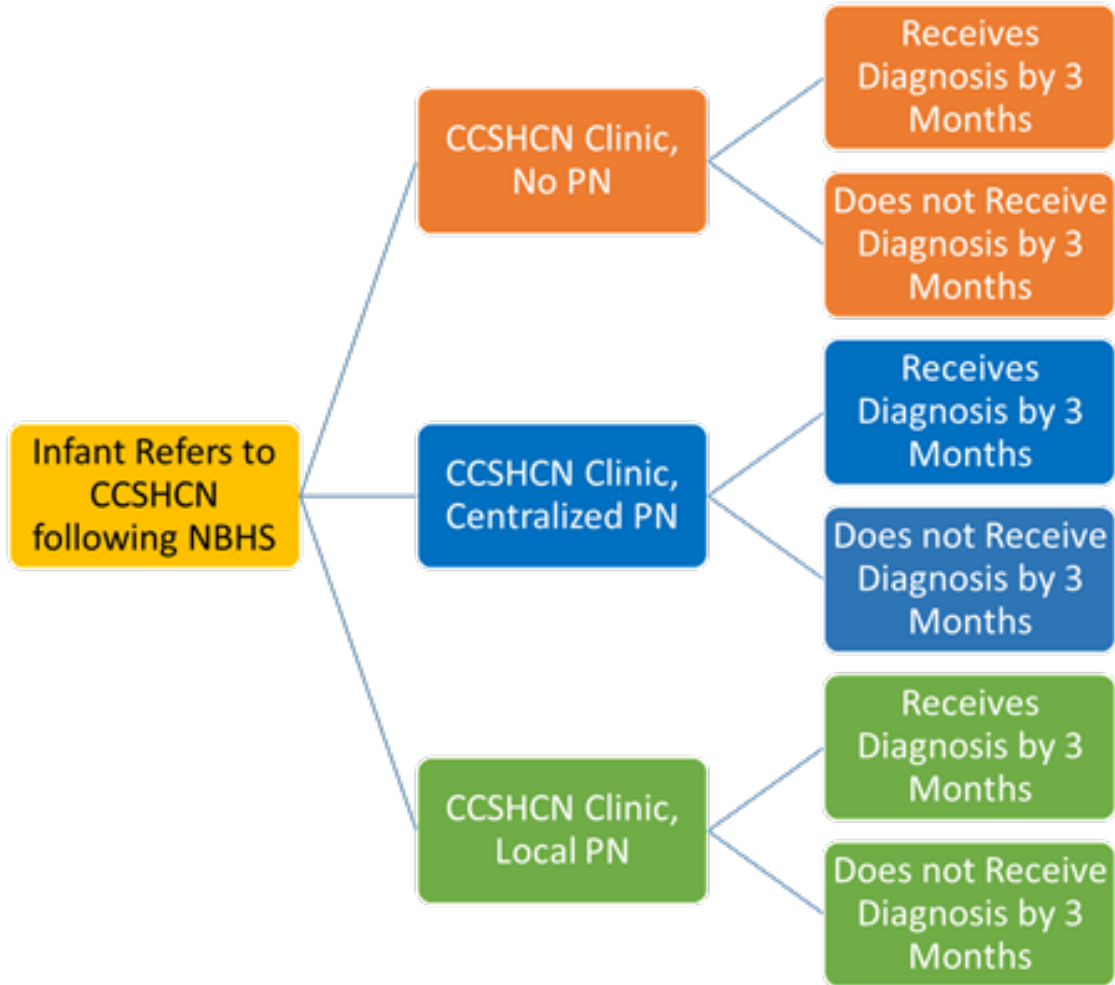 Infant Refers to
CCSHCN
following NBHS
CCSHCN Clinic,
No PN
Receives
Diagnosis by 3
Months
Does not Receive
Diagnosis by 3
Months
CCSHCN Clinic,
Centralized PN
Receives
Diagnosis by 3
Months
Does not Receive
Diagnosis by 3
Months
CCSHCN Clinic,
Local PN
Receives
Diagnosis by 3
Months
Does not Receive
Diagnosis by 3
Months